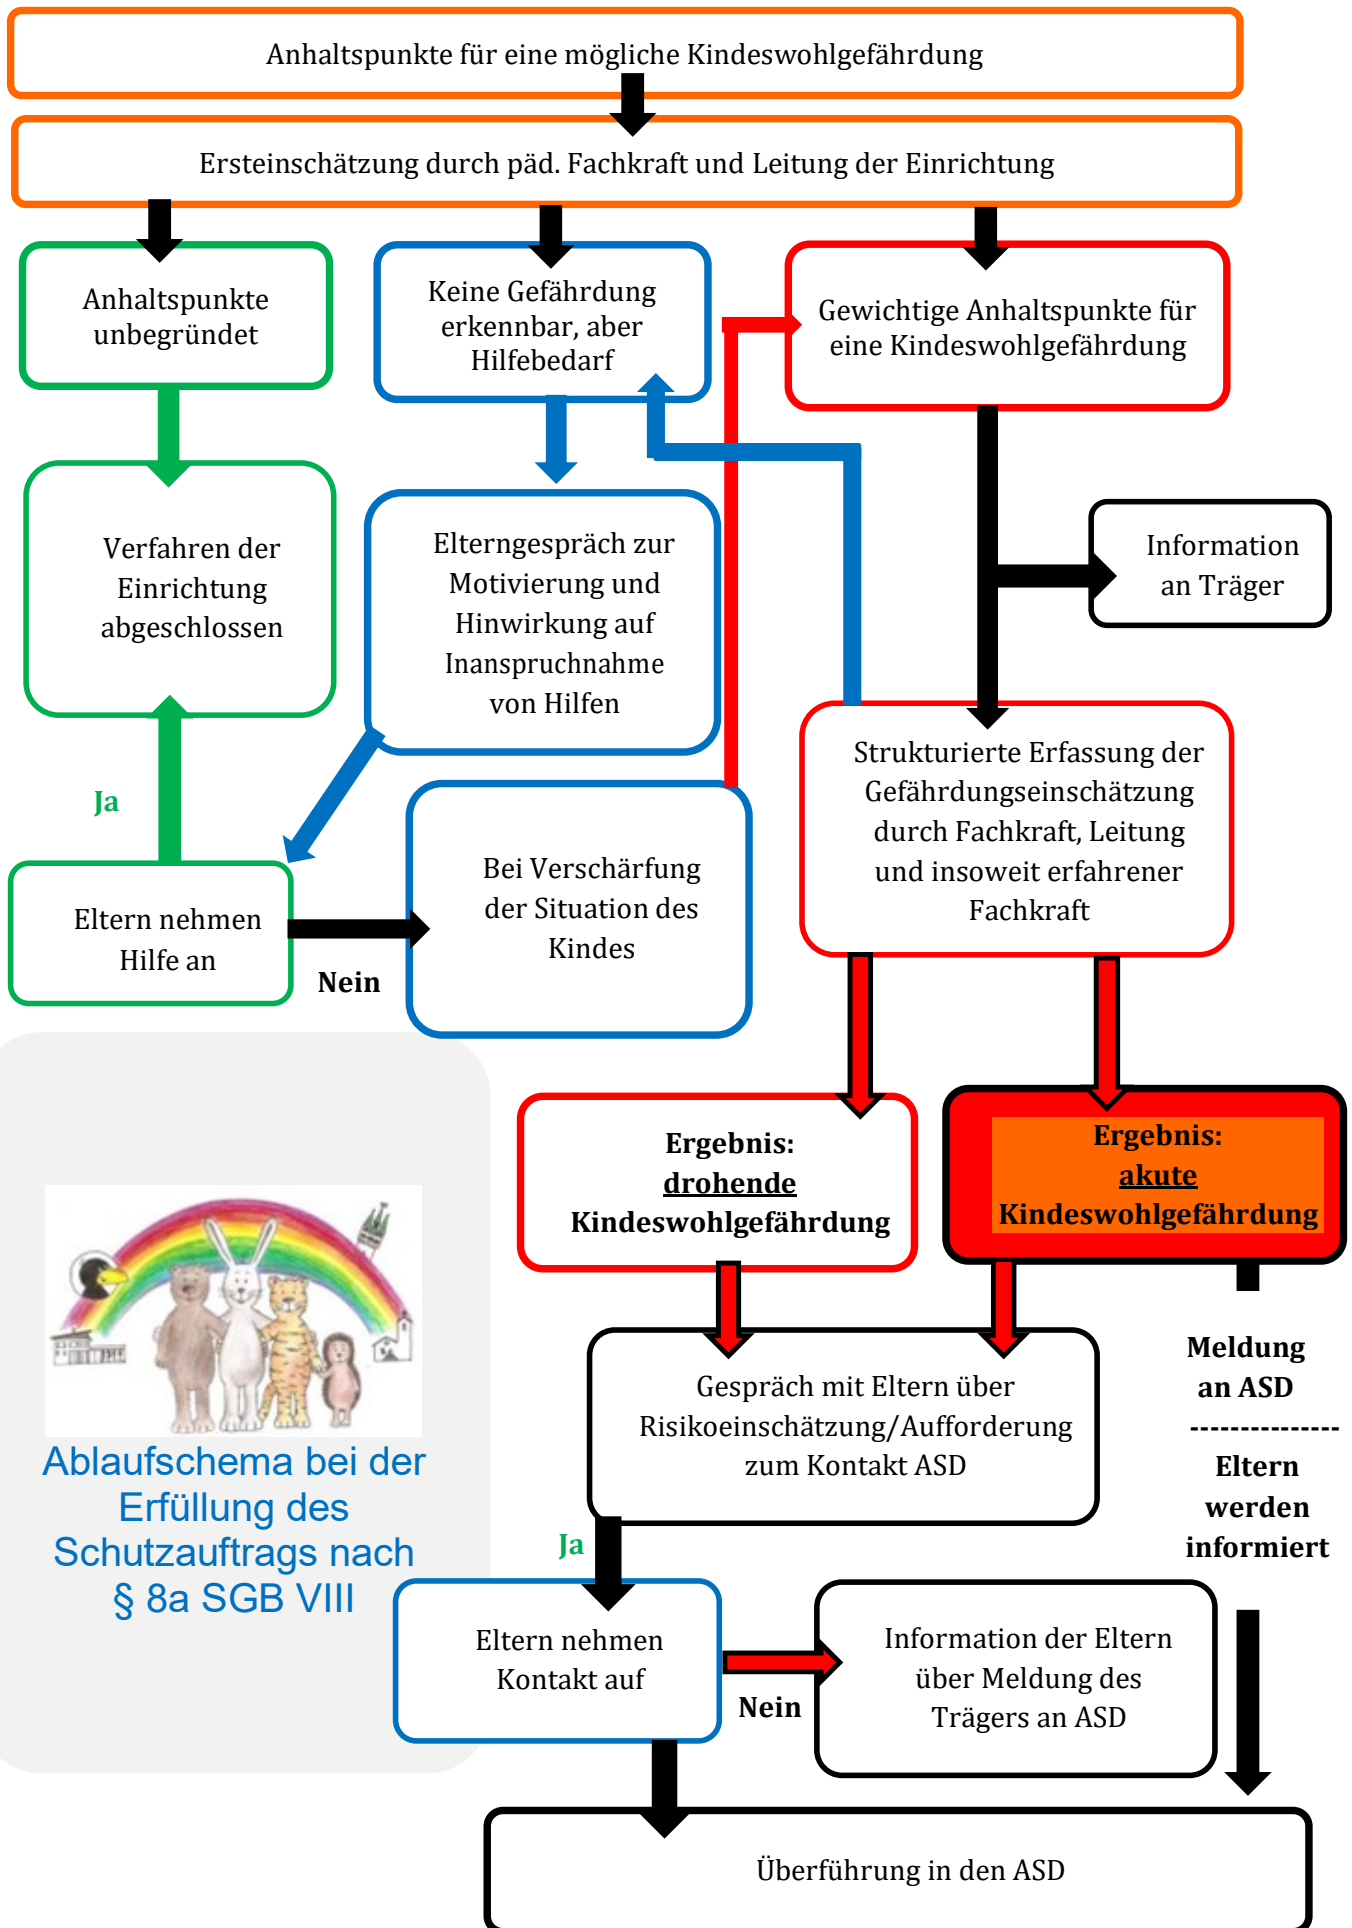 Anhaltspunkte für eine mögliche Kindeswohlgefährdung
Ersteinschätzung durch päd. Fachkraft und Leitung der Einrichtung
Anhaltspunkte
unbegründet
Keine Gefährdung
erkennbar, aber
Hilfebedarf
Gewichtige Anhaltspunkte für
eine Kindeswohlgefährdung
Verfahren der
Einrichtung
abgeschlossen
Elterngespräch zur
Motivierung und
Hinwirkung auf
Inanspruchnahme
von Hilfen
Information
an Träger
Strukturierte Erfassung der
Gefährdungseinschätzung
durch Fachkraft, Leitung
und insoweit erfahrener
Fachkraft
Ja
Eltern nehmen
Hilfe an
Nein
Bei Verschärfung
der Situation des
Kindes
Ergebnis:
drohende
Kindeswohlgefährdung
Ergebnis:
akute
Kindeswohlgefährdung
Gespräch mit Eltern über
Risikoeinschätzung/Aufforderung
zum Kontakt ASD
Meldung
an ASD
---------------
Eltern
werden
informiert
Ablaufschema bei der
Erfüllung des
Schutzauftrags nach
§ 8a SGB VIII
Ja
Eltern nehmen
Kontakt auf
Nein
Information der Eltern
über Meldung des
Trägers an ASD
Überführung in den ASD